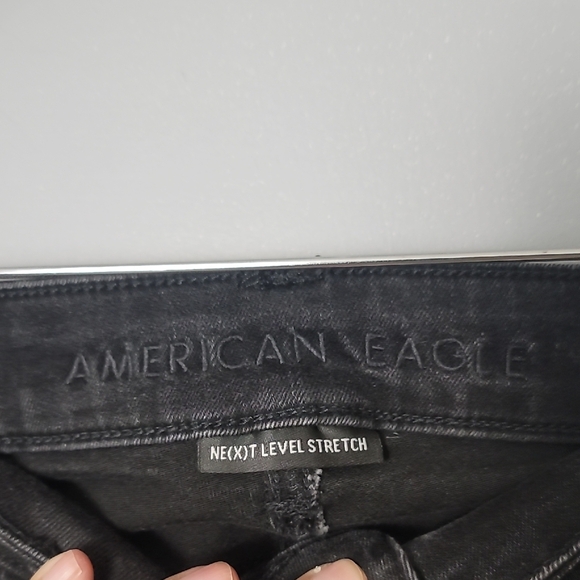 AMERICAN EAGLE
NE(X)T LEVEL STRETCH